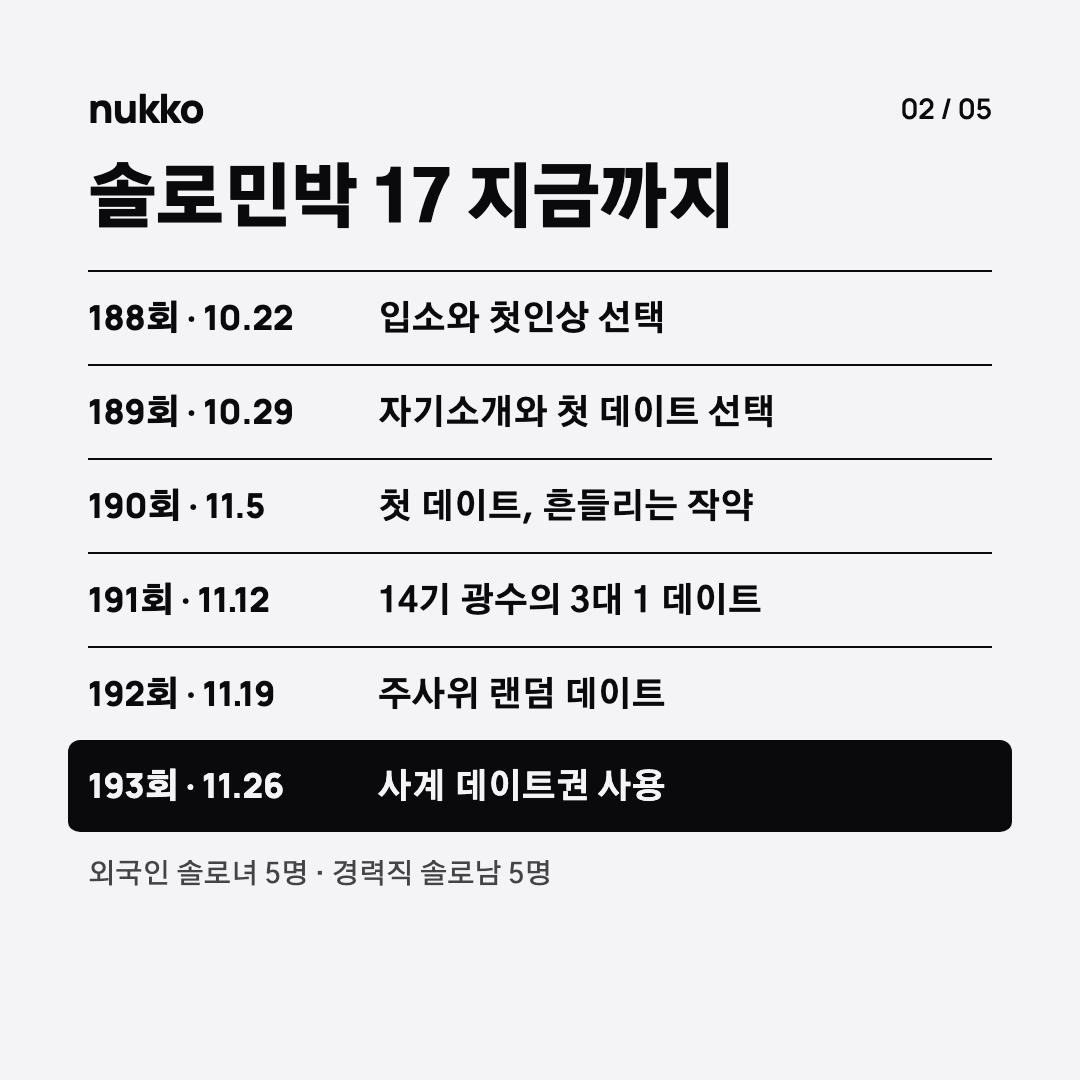 nukko
02 / 05
솔로민박 17 지금까지
188회 · 10.22 입소와 첫인상 선택
189회 · 10.29 자기소개와 첫 데이트 선택
190회 · 11.5 첫 데이트, 흔들리는 작약
191회 · 11.12 14기 광수의 3대 1 데이트
192회 · 11.19 주사위 랜덤 데이트
193회 · 11.26 사계 데이트권 사용
외국인 솔로녀 5명 · 경력직 솔로남 5명